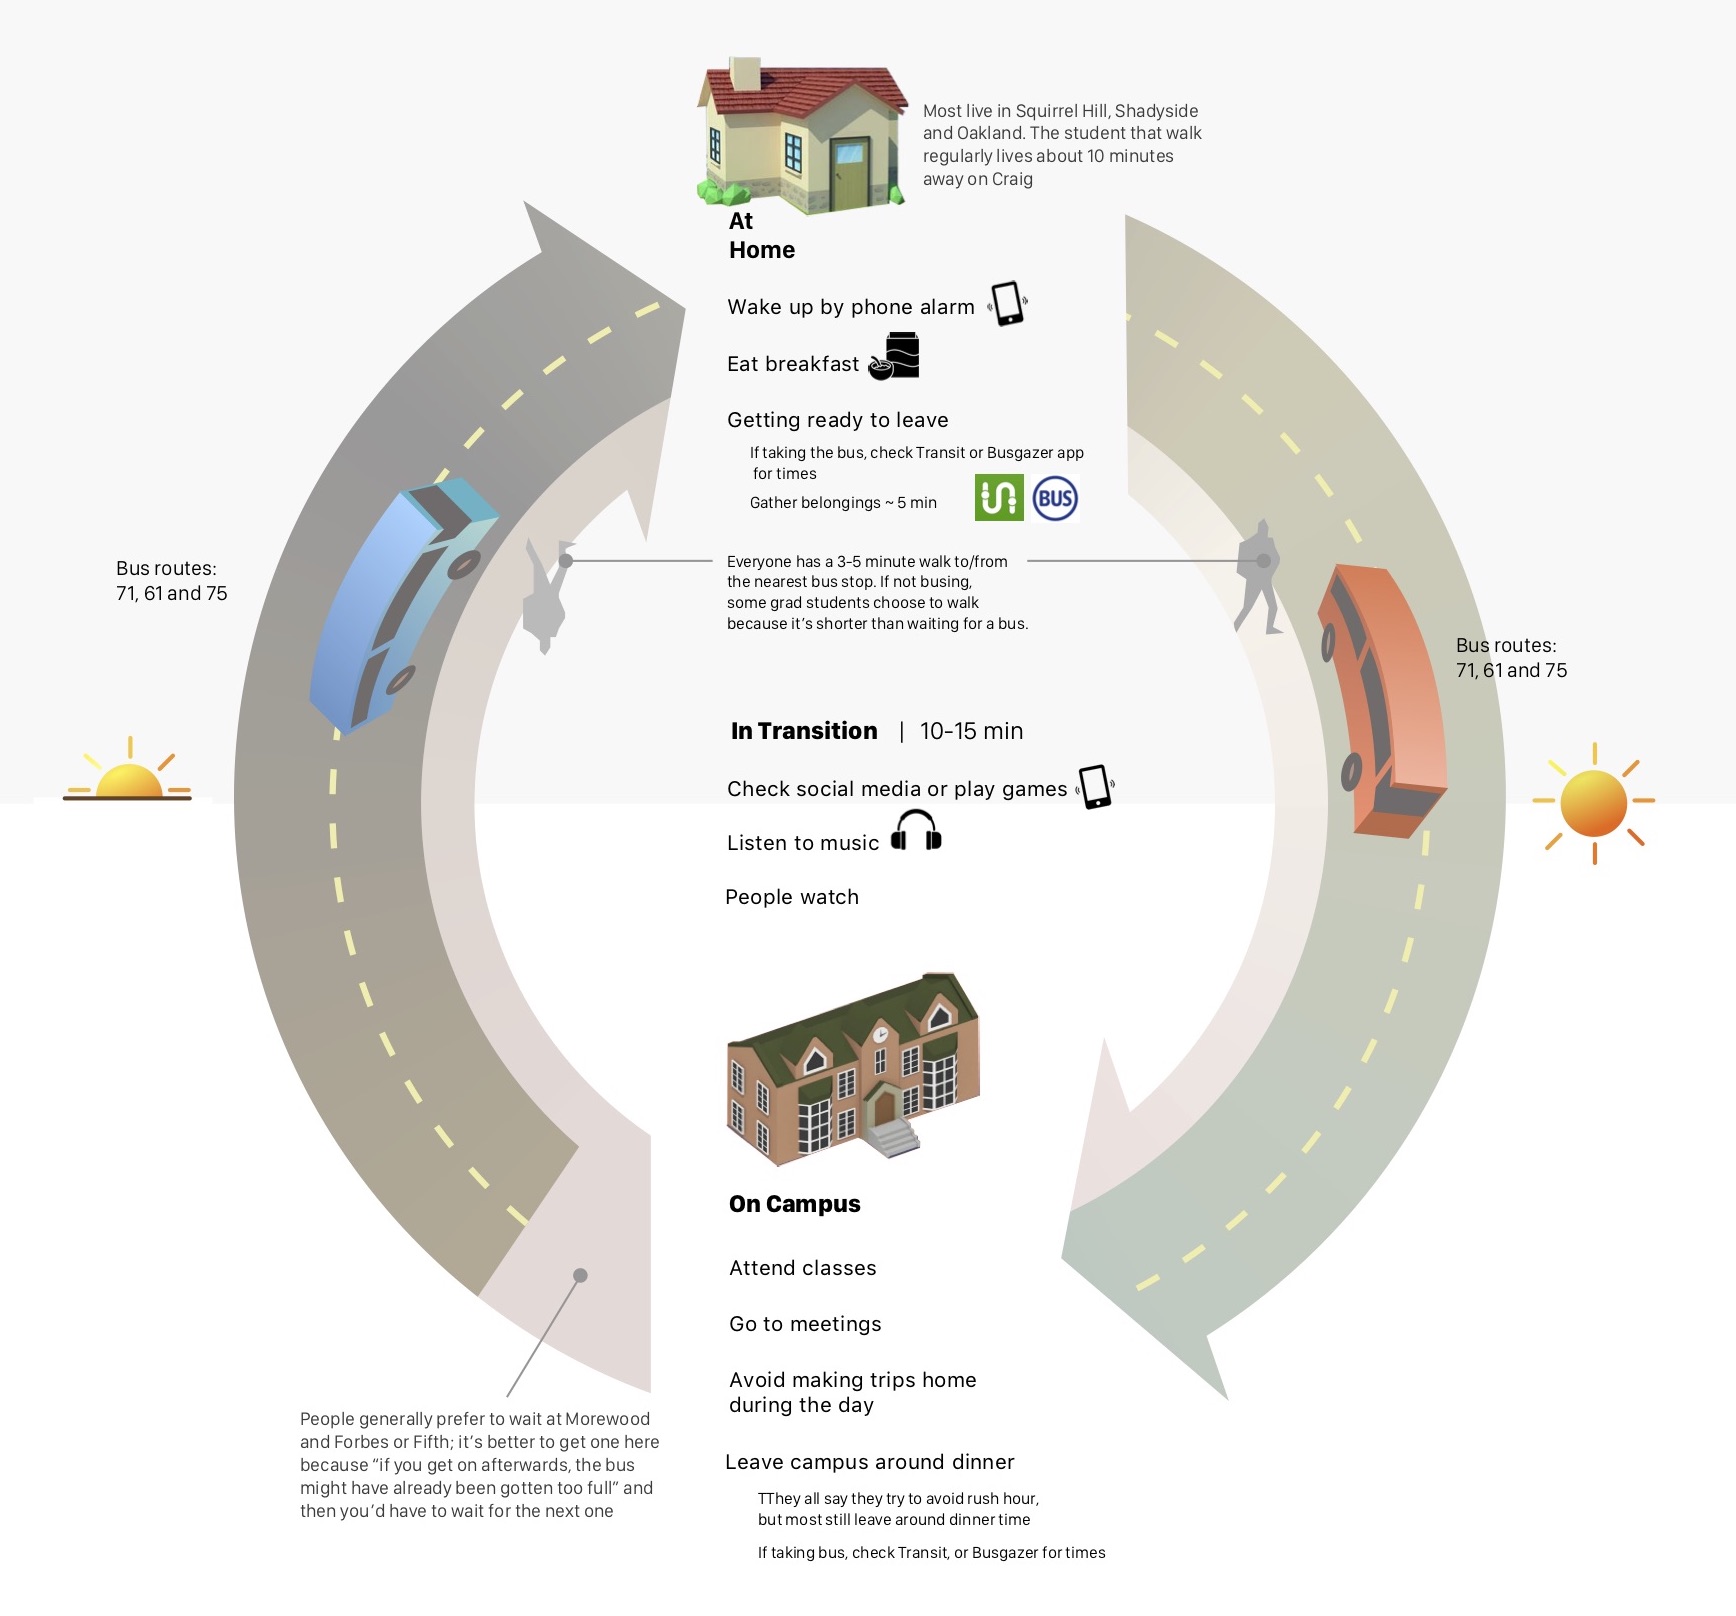 Most live in Squirrel Hill, Shadyside
and Oakland. The student that walk
regularly lives about 10 minutes
away on Craig
At
Home
Wake up by phone alarm
Eat breakfast
Getting ready to leave
If taking the bus, check Transit or Busgazer app
for times
Gather belongings ~ 5 min
BUS
Everyone has a 3-5 minute walk to/from
the nearest bus stop. If not busing,
some grad students choose to walk
because it's shorter than waiting for a bus.
Bus routes:
71, 61 and 75
Bus routes:
71, 61 and 75
In Transition | 10-15 min
Check social media or play games
Listen to music
People watch
On Campus
Attend classes
Go to meetings
Avoid making trips home
during the day
Leave campus around dinner
TThey all say they try to avoid rush hour,
but most still leave around dinner time
If taking bus, check Transit, or Busgazer for times
People generally prefer to wait at Morewood
and Forbes or Fifth; it's better to get one here
because “if you get on afterwards, the bus
might have already been gotten too full” and
then you'd have to wait for the next one